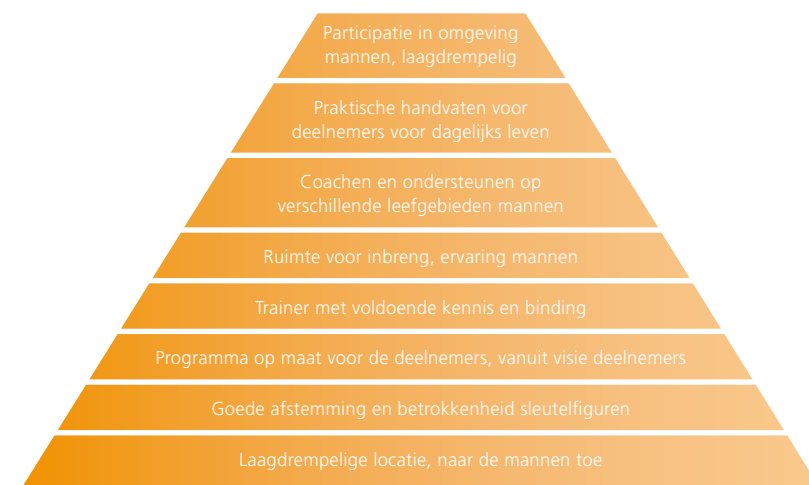 Participatie in omgeving
mannen, laagdrempelig
Praktische handvaten voor
deelnemers voor dagelijks leven
Coachen en ondersteunen op
verschillende leefgebieden mannen
Ruimte voor inbreng, ervaring mannen
Trainer met voldoende kennis en binding
Programma op maat voor de deelnemers, vanuit visie deelnemers
Goede afstemming en betrokkenheid sleutelfiguren
Laagdrempelige locatie, naar de mannen toe